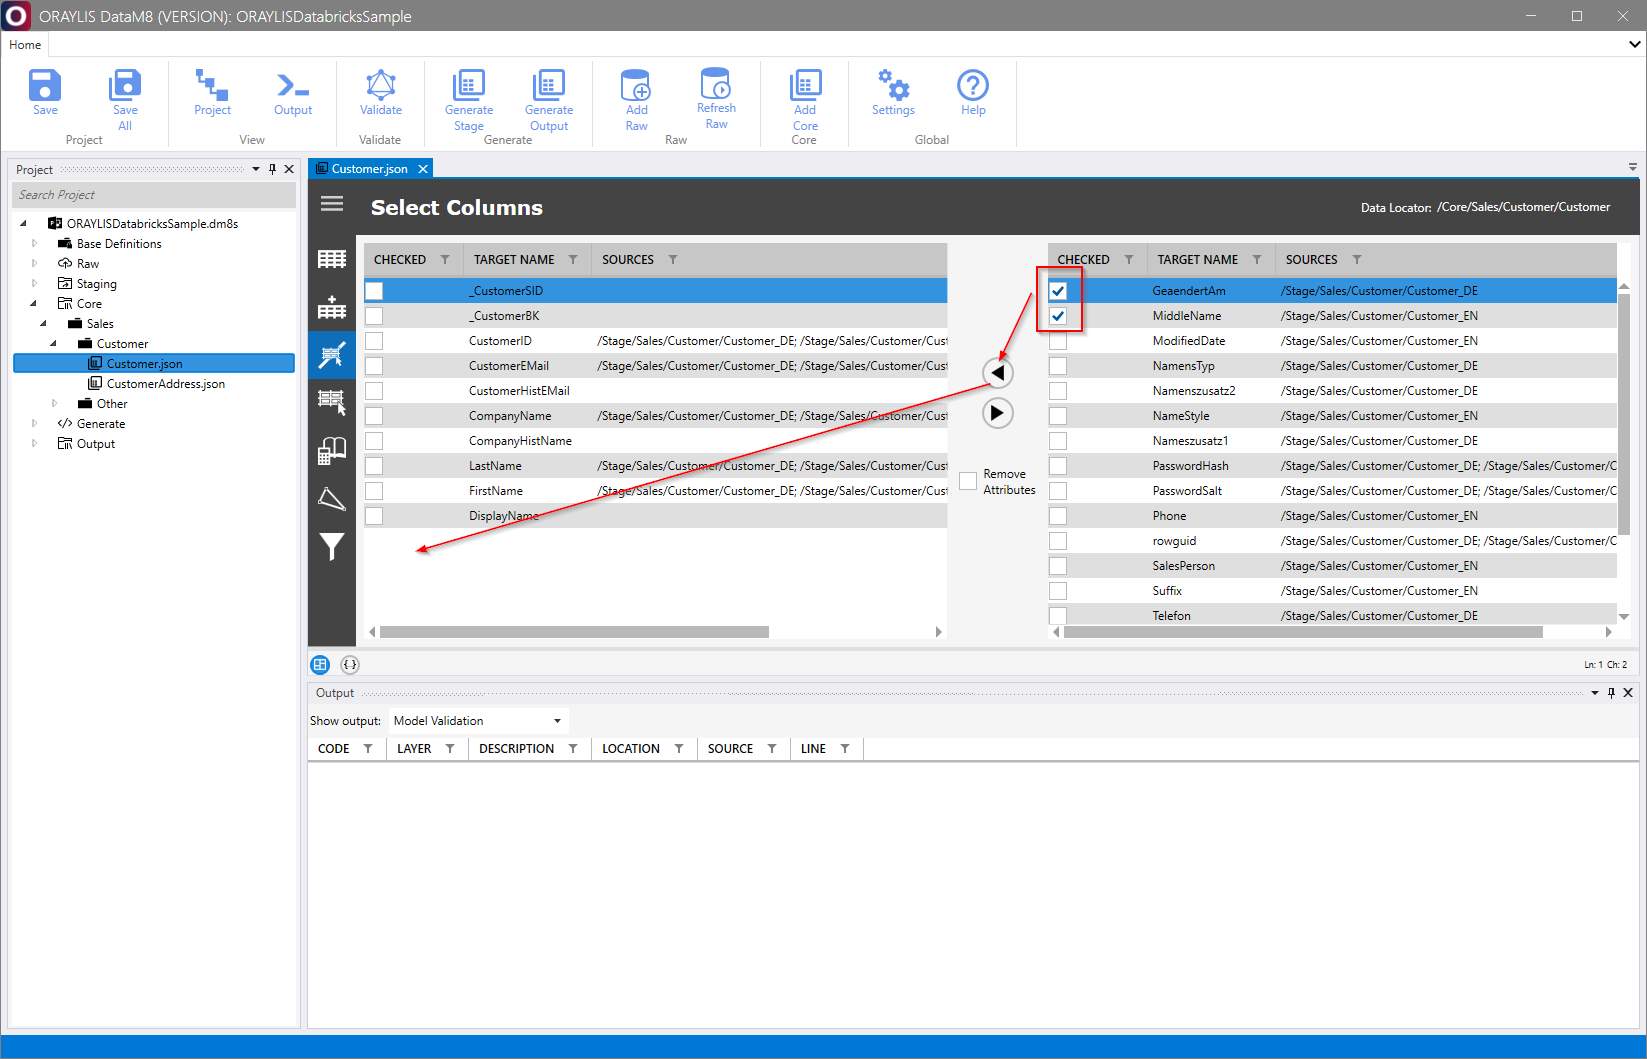 ORAYLIS DataM8 (VERSION): ORAYLISDatabricksSample
Home
Save
Save All
Project
Project
Output
View
Validate
Validate
Generate Stage
Generate Output
Generate
Add Raw
Refresh Raw
Raw
Add Core
Core
Settings
Help
Global
Project
Search Project
ORAYLISDatabricksSample.dm8s
Base Definitions
Raw
Staging
Core
Sales
Customer
Customer.json
CustomerAddress.json
Other
Generate
Output
Customer.json
Select Columns
Data Locator: /Core/Sales/Customer/Customer
CHECKED TARGET NAME SOURCES
_CustomerSID
_CustomerBK
CustomerID /Stage/Sales/Customer/Customer_DE; /Stage/Sales/Customer/Cust
CustomerEMail /Stage/Sales/Customer/Customer_DE; /Stage/Sales/Customer/Cust
CustomerHistEMail
CompanyName /Stage/Sales/Customer/Customer_DE; /Stage/Sales/Customer/Cust
CompanyHistName
LastName /Stage/Sales/Customer/Customer_DE; /Stage/Sales/Customer/Cust
FirstName /Stage/Sales/Customer/Customer_DE; /Stage/Sales/Customer/Cust
DisplayName
Remove
Attributes
CHECKED TARGET NAME SOURCES
GeaendertAm /Stage/Sales/Customer/Customer_DE
MiddleName /Stage/Sales/Customer/Customer_EN
ModifiedDate /Stage/Sales/Customer/Customer_EN
NamensTyp /Stage/Sales/Customer/Customer_DE
Namenszusatz2 /Stage/Sales/Customer/Customer_DE
NameStyle /Stage/Sales/Customer/Customer_EN
Nameszusatz1 /Stage/Sales/Customer/Customer_DE
PasswordHash /Stage/Sales/Customer/Customer_DE; /Stage/Sales/Customer/C
PasswordSalt /Stage/Sales/Customer/Customer_DE; /Stage/Sales/Customer/C
Phone /Stage/Sales/Customer/Customer_EN
rowguid /Stage/Sales/Customer/Customer_DE; /Stage/Sales/Customer/C
SalesPerson /Stage/Sales/Customer/Customer_EN
Suffix /Stage/Sales/Customer/Customer_EN
Telefon /Stage/Sales/Customer/Customer_DE
Ln: 1 Ch: 2
Output
Show output: Model Validation
CODE LAYER DESCRIPTION LOCATION SOURCE LINE